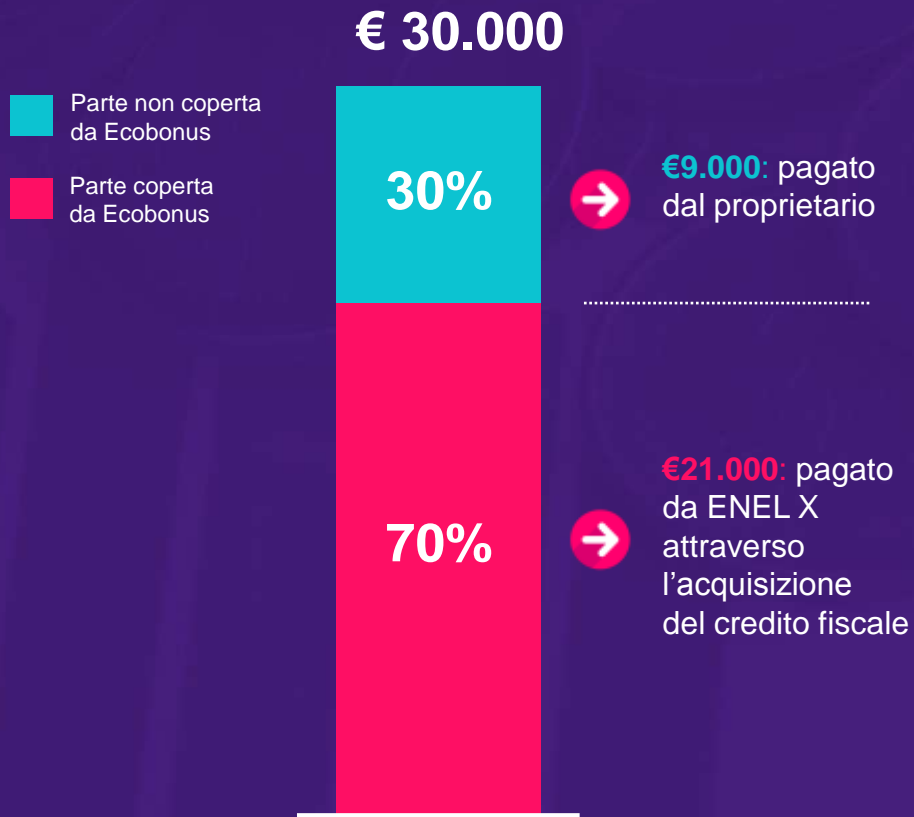 € 30.000
Parte non coperta
da Ecobonus
Parte coperta
da Ecobonus
30%
€9.000: pagato
dal proprietario
70%
€21.000: pagato
da ENEL X
attraverso
l’acquisizione
del credito fiscale